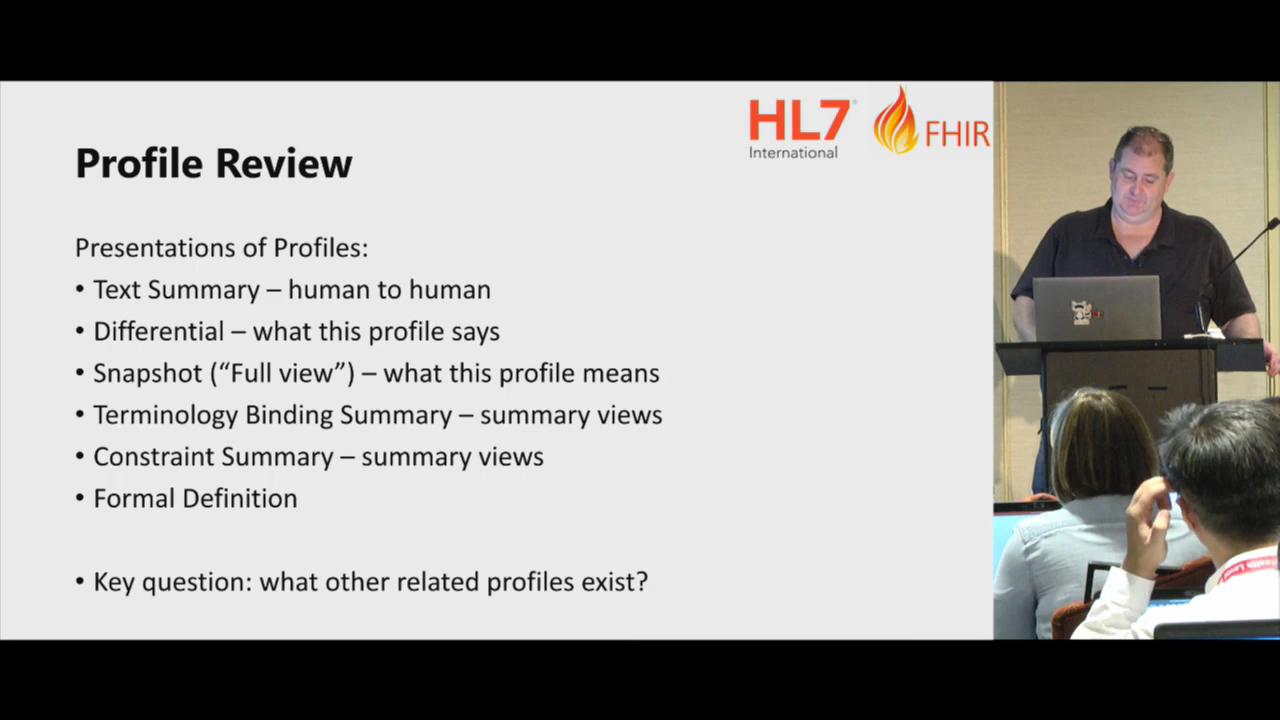 HL7
International
FHIR
Profile Review
Presentations of Profiles:
• Text Summary – human to human
• Differential – what this profile says
• Snapshot (“Full view”) – what this profile means
• Terminology Binding Summary – summary views
• Constraint Summary – summary views
• Formal Definition
• Key question: what other related profiles exist?